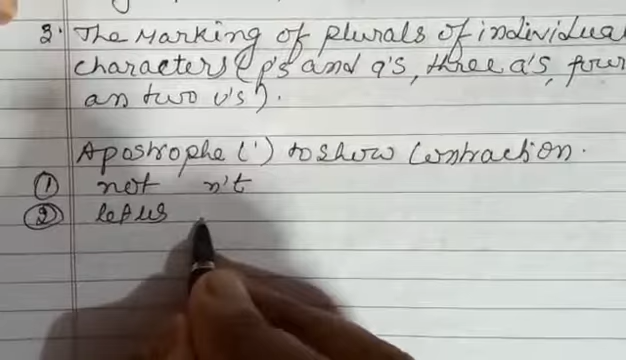 3. The Marking of plurals of individual
characters (p's and q's, three a's, four
an two u's).
Apostrophe (') to show Contraction.
① not n't
② let us